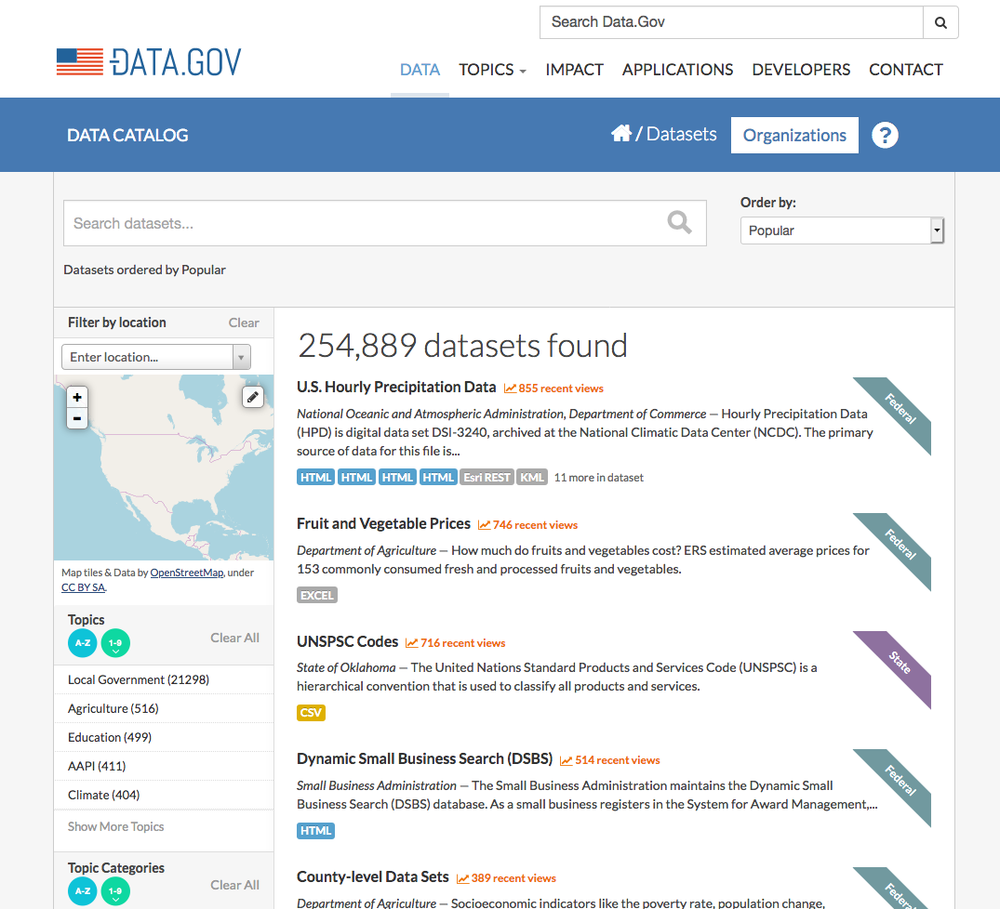 Search Data.Gov
DATA.GOV
DATA TOPICS IMPACT APPLICATIONS DEVELOPERS CONTACT
DATA CATALOG
/ Datasets
Organizations
?
Search datasets...
Order by:
Popular
Datasets ordered by Popular
Filter by location
Clear
Enter location...
+
-
Map tiles & Data by OpenStreetMap, under
CC BY SA.
Topics
A-Z
1-9
Clear All
Local Government (21298)
Agriculture (516)
Education (499)
AAPI (411)
Climate (404)
Show More Topics
Topic Categories
A-Z
1-9
Clear All
254,889 datasets found
U.S. Hourly Precipitation Data 855 recent views
Federal
National Oceanic and Atmospheric Administration, Department of Commerce — Hourly Precipitation Data
(HPD) is digital data set DSI-3240, archived at the National Climatic Data Center (NCDC). The primary
source of data for this file is...
HTML HTML HTML HTML Esri REST KML 11 more in dataset
Fruit and Vegetable Prices 746 recent views
Federal
Department of Agriculture — How much do fruits and vegetables cost? ERS estimated average prices for
153 commonly consumed fresh and processed fruits and vegetables.
EXCEL
UNSPSC Codes 716 recent views
State
State of Oklahoma — The United Nations Standard Products and Services Code (UNSPSC) is a
hierarchical convention that is used to classify all products and services.
CSV
Dynamic Small Business Search (DSBS) 514 recent views
Federal
Small Business Administration — The Small Business Administration maintains the Dynamic Small
Business Search (DSBS) database. As a small business registers in the System for Award Management,...
HTML
County-level Data Sets 389 recent views
Federal
Department of Agriculture — Socioeconomic indicators like the poverty rate, population change,